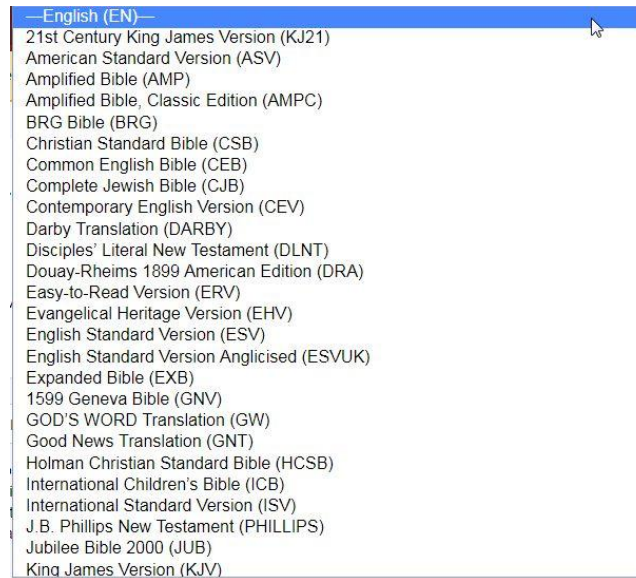 —English (EN)—
21st Century King James Version (KJ21)
American Standard Version (ASV)
Amplified Bible (AMP)
Amplified Bible, Classic Edition (AMPC)
BRG Bible (BRG)
Christian Standard Bible (CSB)
Common English Bible (CEB)
Complete Jewish Bible (CJB)
Contemporary English Version (CEV)
Darby Translation (DARBY)
Disciples’ Literal New Testament (DLNT)
Douay-Rheims 1899 American Edition (DRA)
Easy-to-Read Version (ERV)
Evangelical Heritage Version (EHV)
English Standard Version (ESV)
English Standard Version Anglicised (ESVUK)
Expanded Bible (EXB)
1599 Geneva Bible (GNV)
GOD’S WORD Translation (GW)
Good News Translation (GNT)
Holman Christian Standard Bible (HCSB)
International Children’s Bible (ICB)
International Standard Version (ISV)
J.B. Phillips New Testament (PHILLIPS)
Jubilee Bible 2000 (JUB)
King James Version (KJV)